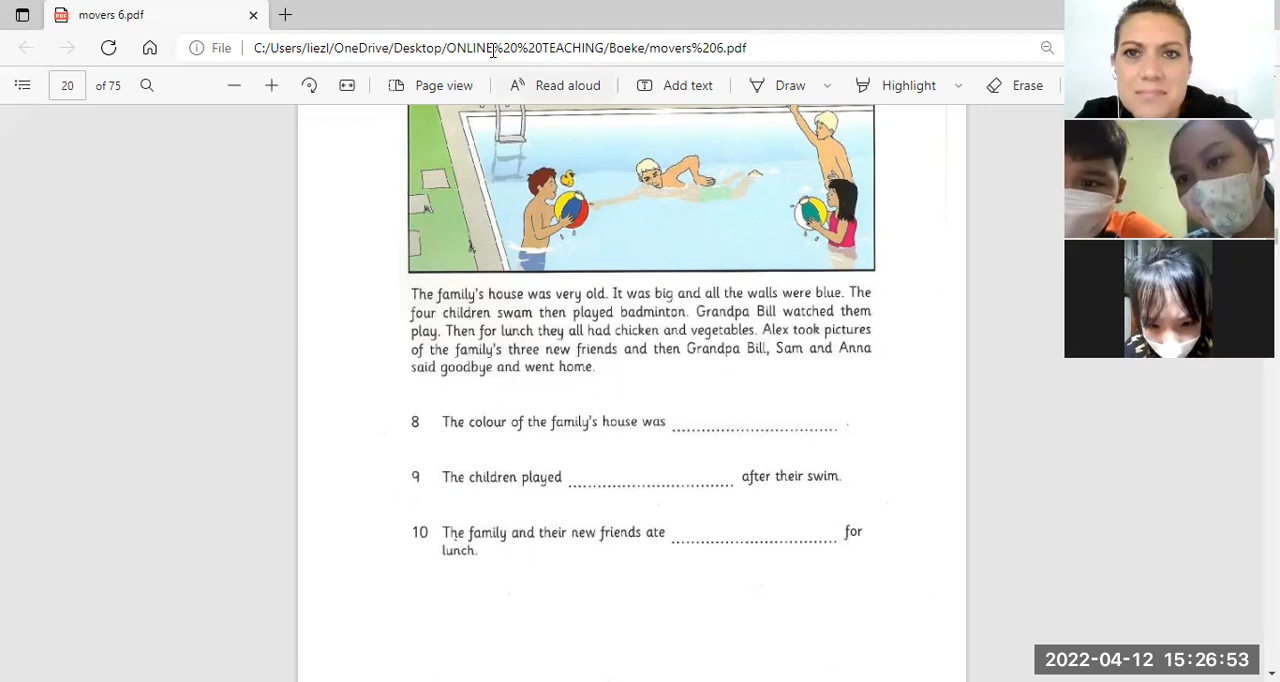 movers 6.pdf
File C:/Users/liezl/OneDrive/Desktop/ONLINE%20%20TEACHING/Boeke/movers%206.pdf
20 of 75 Page view Read aloud Add text Draw Highlight Erase
The family's house was very old. It was big and all the walls were blue. The
four children swam then played badminton. Grandpa Bill watched them
play. Then for lunch they all had chicken and vegetables. Alex took pictures
of the family's three new friends and then Grandpa Bill, Sam and Anna
said goodbye and went home.
8 The colour of the family's house was ................................ .
9 The children played ................................ after their swim.
10 The family and their new friends ate ................................ for
lunch.
2022-04-12 15:26:53